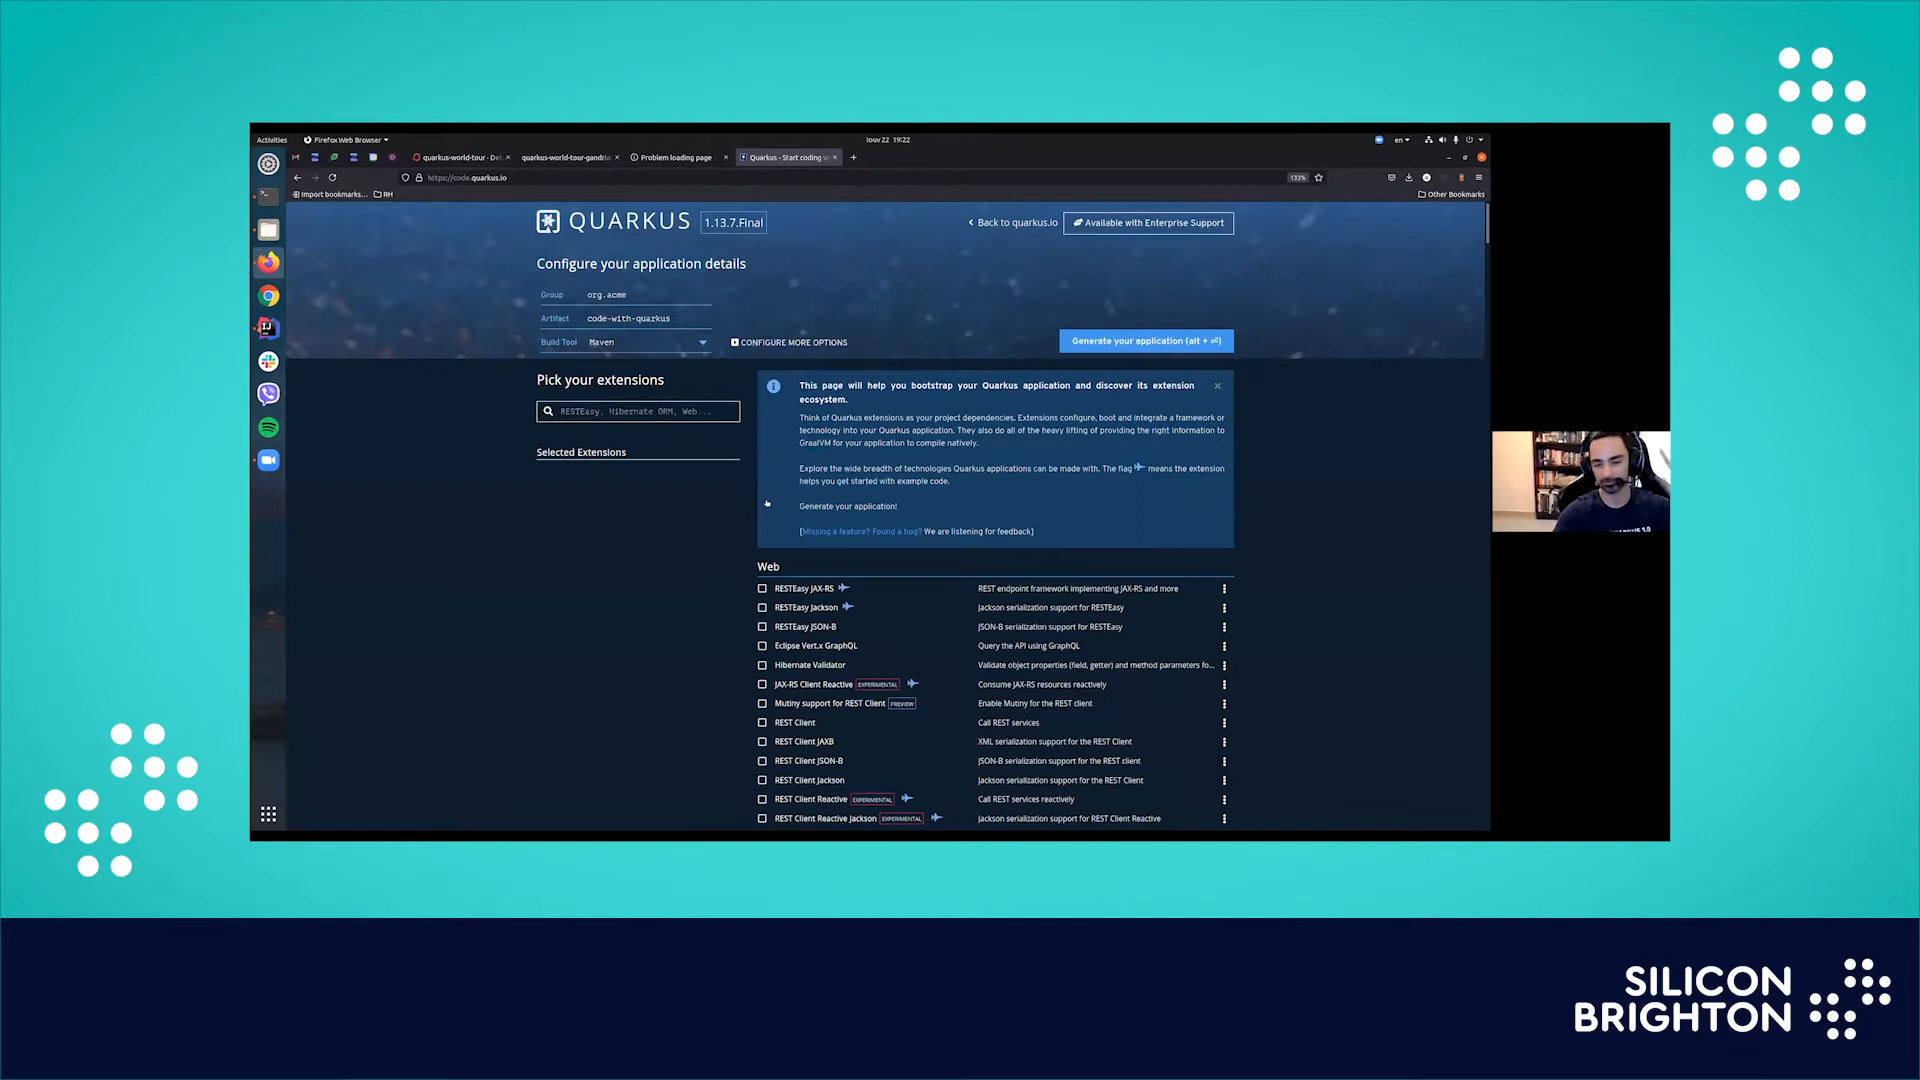 Activities
Firefox Web Browser
Ιουν 22 19:22
en
quarkus-world-tour - De
quarkus-world-tour-gandria
Problem loading page
Quarkus - Start coding w
https://code.quarkus.io
133%
Import bookmarks...
RH
Other Bookmarks
QUARKUS
1.13.7.Final
Back to quarkus.io
Available with Enterprise Support
Configure your application details
Group org.acme
Artifact code-with-quarkus
Build Tool Maven
CONFIGURE MORE OPTIONS
Generate your application (alt + ⏎)
Pick your extensions
RESTEasy, Hibernate ORM, Web...
Selected Extensions
This page will help you bootstrap your Quarkus application and discover its extension
ecosystem.
Think of Quarkus extensions as your project dependencies. Extensions configure, boot and integrate a framework or
technology into your Quarkus application. They also do all of the heavy lifting of providing the right information to
GraalVM for your application to compile natively.
Explore the wide breadth of technologies Quarkus applications can be made with. The flag means the extension
helps you get started with example code.
Generate your application!
[Missing a feature? Found a bug? We are listening for feedback]
Web
RESTEasy JAX-RS REST endpoint framework implementing JAX-RS and more
RESTEasy Jackson Jackson serialization support for RESTEasy
RESTEasy JSON-B JSON-B serialization support for RESTEasy
Eclipse Vert.x GraphQL Query the API using GraphQL
Hibernate Validator Validate object properties (field, getter) and method parameters fo...
JAX-RS Client Reactive EXPERIMENTAL Consume JAX-RS resources reactively
Mutiny support for REST Client PREVIEW Enable Mutiny for the REST client
REST Client Call REST services
REST Client JAXB XML serialization support for the REST Client
REST Client JSON-B JSON-B serialization support for the REST client
REST Client Jackson Jackson serialization support for the REST Client
REST Client Reactive EXPERIMENTAL Call REST services reactively
REST Client Reactive Jackson EXPERIMENTAL Jackson serialization support for REST Client Reactive
SILICON
BRIGHTON